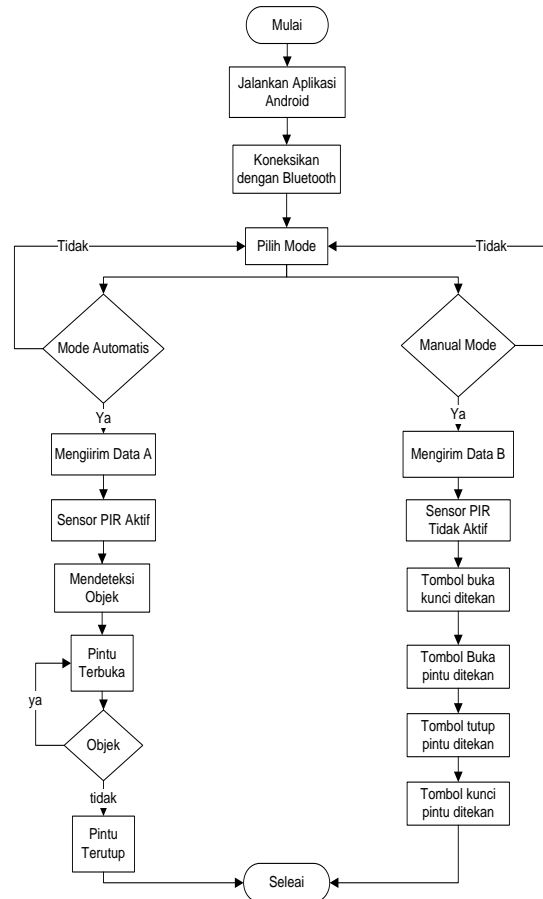 Mulai
Jalankan Aplikasi
Android
Koneksikan
dengan Bluetooth
Tidak
Pilih Mode
Tidak
Mode Automatis
Manual Mode
Ya
Ya
Mengiirim Data A
Mengirim Data B
Sensor PIR Aktif
Sensor PIR
Tidak Aktif
Mendeteksi
Objek
Tombol buka
kunci ditekan
Pintu
Terbuka
Tombol Buka
pintu ditekan
ya
Objek
Tombol tutup
pintu ditekan
tidak
Tombol kunci
pintu ditekan
Pintu
Terutup
Seleai